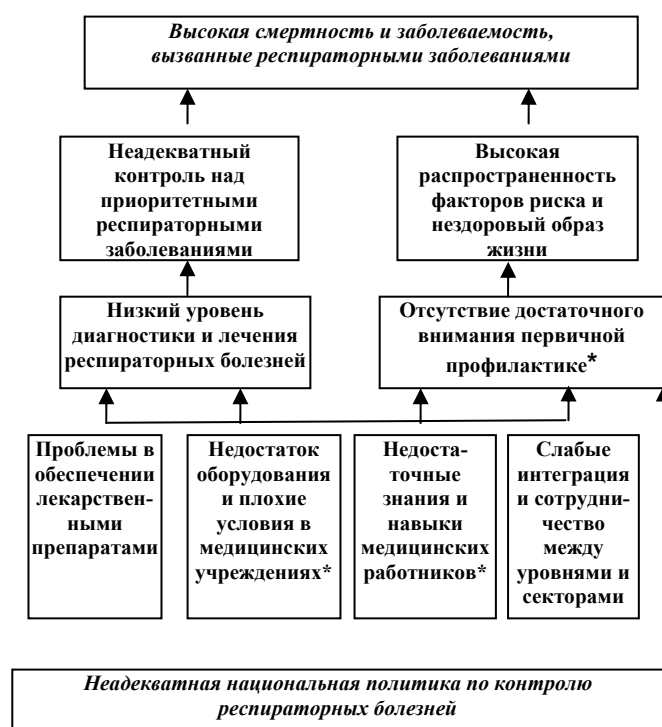 Высокая смертность и заболеваемость,
вызванные респираторными заболеваниями
Неадекватный
контроль над
приоритетными
респираторными
заболеваниями
Высокая
распространенность
факторов риска и
нездоровый образ
жизни
Низкий уровень
диагностики и лечения
респираторных болезней
Отсутствие достаточного
внимания первичной
профилактике*
Проблемы в
обеспечении
лекарствен-
ными
препаратами
Недостаток
оборудования
и плохие
условия в
медицинских
учреждениях*
Недоста-
точные
знания и
навыки
медицинских
работников*
Слабые
интеграция
и сотрудни-
чество
между
уровнями и
секторами
Неадекватная национальная политика по контролю
респираторных болезней